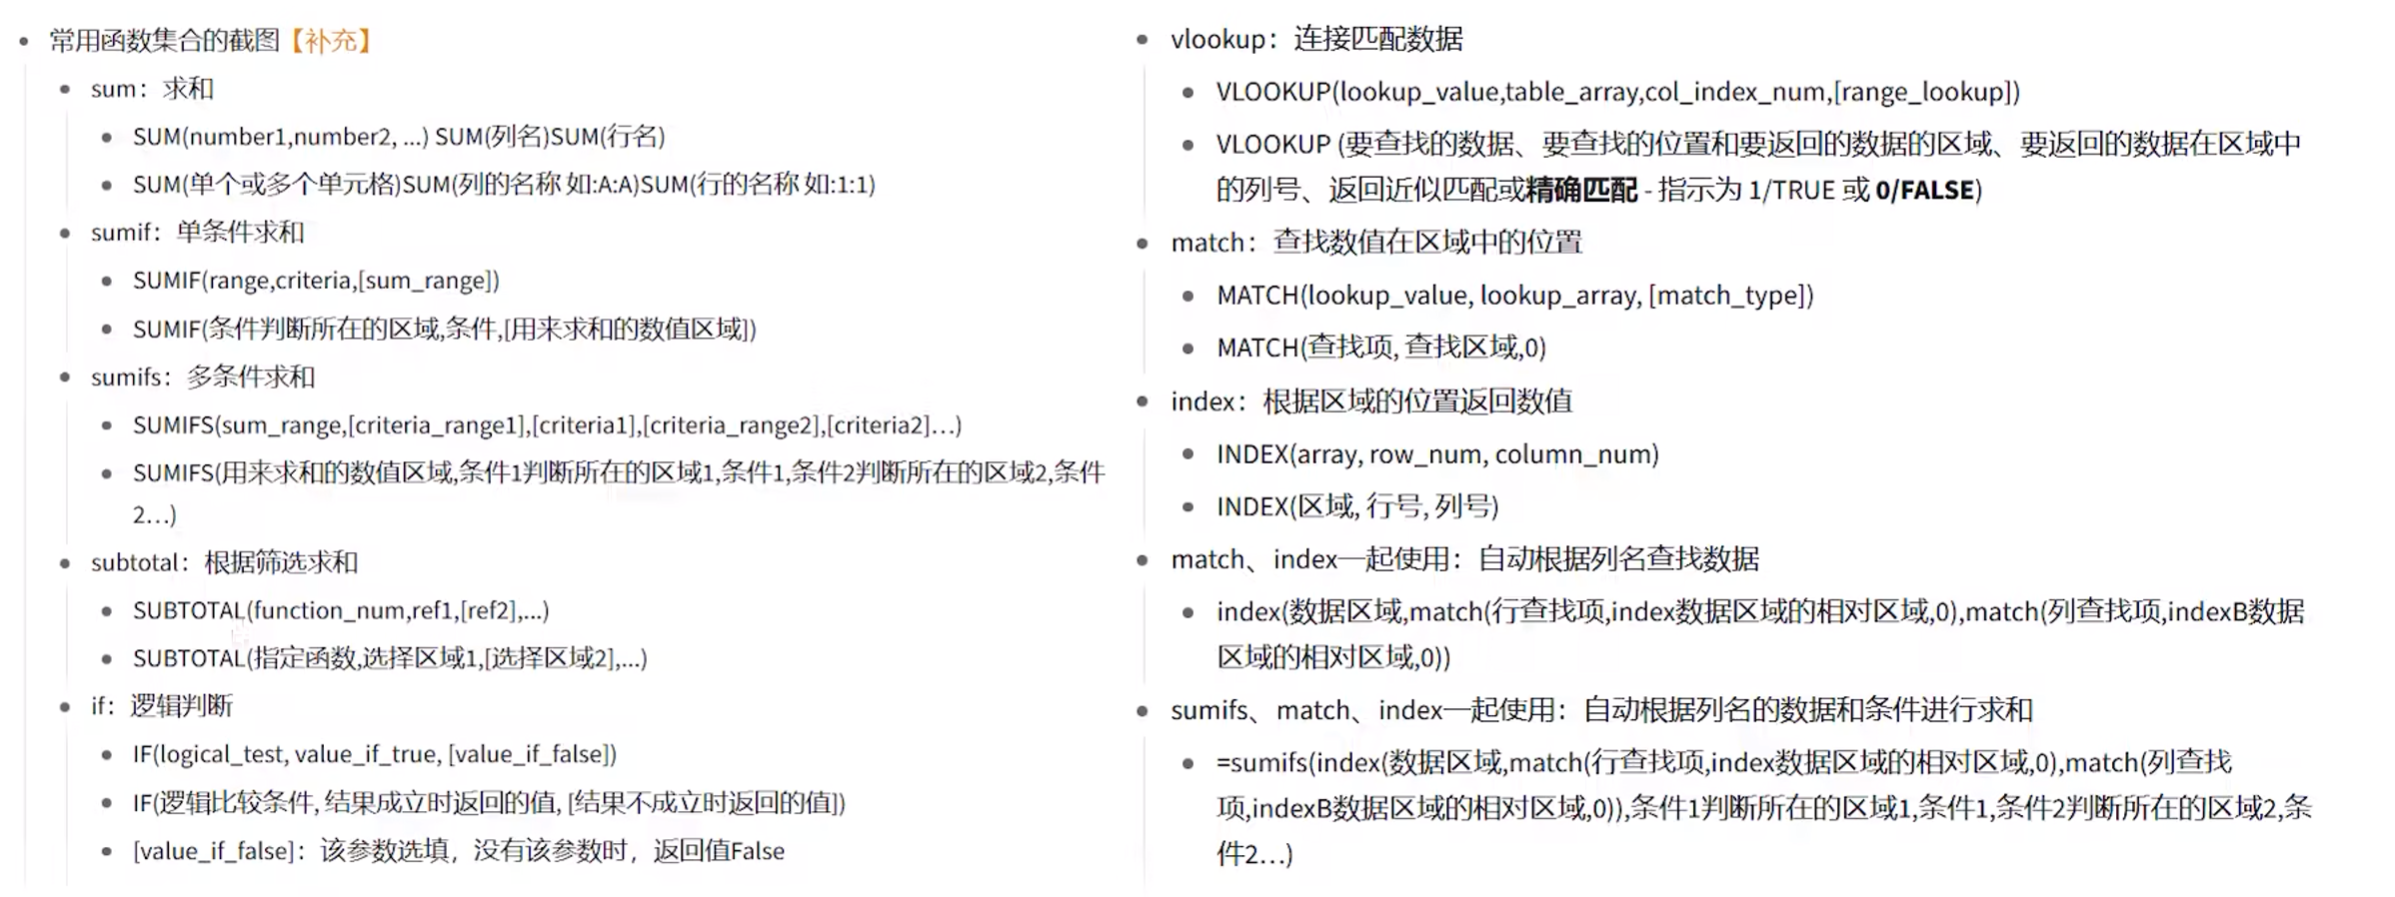 常用函数集合的截图【补充】
sum：求和
SUM(number1,number2, ...) SUM(列名)SUM(行名)
SUM(单个或多个单元格)SUM(列的名称 如:A:A)SUM(行的名称 如:1:1)
sumif：单条件求和
SUMIF(range,criteria,[sum_range])
SUMIF(条件判断所在的区域,条件,[用来求和的数值区域])
sumifs：多条件求和
SUMIFS(sum_range,[criteria_range1],[criteria1],[criteria_range2],[criteria2]…)
SUMIFS(用来求和的数值区域,条件1判断所在的区域1,条件1,条件2判断所在的区域2,条件
2…)
subtotal：根据筛选求和
SUBTOTAL(function_num,ref1,[ref2],...)
SUBTOTAL(指定函数,选择区域1,[选择区域2],...)
if：逻辑判断
IF(logical_test, value_if_true, [value_if_false])
IF(逻辑比较条件, 结果成立时返回的值, [结果不成立时返回的值])
[value_if_false]：该参数选填，没有该参数时，返回值False
vlookup：连接匹配数据
VLOOKUP(lookup_value,table_array,col_index_num,[range_lookup])
VLOOKUP (要查找的数据、要查找的位置和要返回的数据的区域、要返回的数据在区域中
的列号、返回近似匹配或精确匹配 - 指示为 1/TRUE 或 0/FALSE)
match：查找数值在区域中的位置
MATCH(lookup_value, lookup_array, [match_type])
MATCH(查找项, 查找区域,0)
index：根据区域的位置返回数值
INDEX(array, row_num, column_num)
INDEX(区域, 行号, 列号)
match、index一起使用：自动根据列名查找数据
index(数据区域,match(行查找项,index数据区域的相对区域,0),match(列查找项,indexB数据
区域的相对区域,0))
sumifs、match、index一起使用：自动根据列名的数据和条件进行求和
=sumifs(index(数据区域,match(行查找项,index数据区域的相对区域,0),match(列查找
项,indexB数据区域的相对区域,0)),条件1判断所在的区域1,条件1,条件2判断所在的区域2,条
件2…)